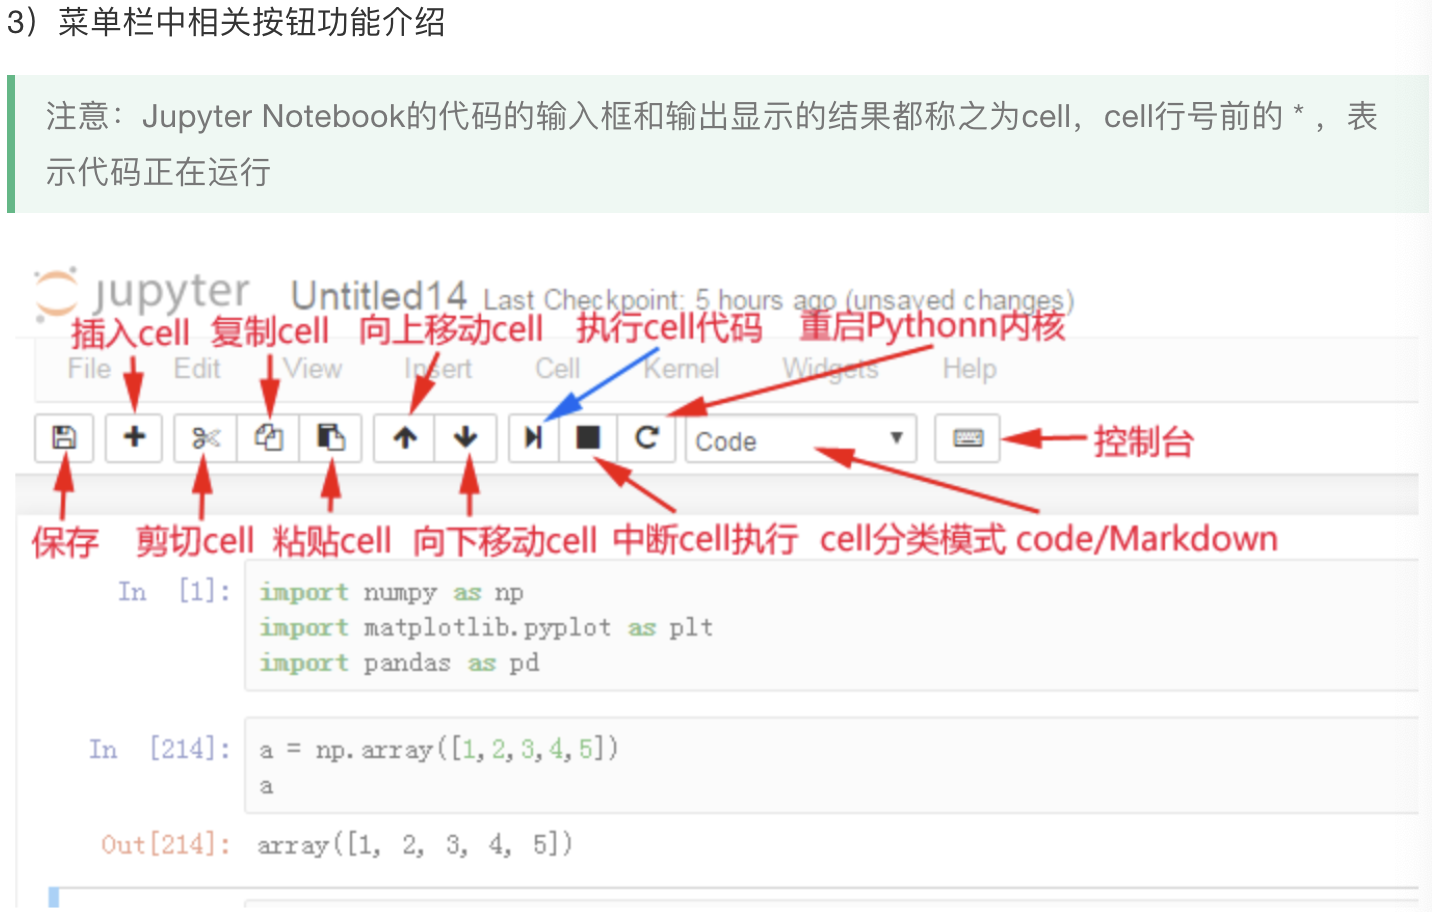 3）菜单栏中相关按钮功能介绍
注意：Jupyter Notebook的代码的输入框和输出显示的结果都称之为cell，cell行号前的 * ，表
示代码正在运行
jupyter Untitled14 Last Checkpoint: 5 hours ago (unsaved changes)
插入cell 复制cell 向上移动cell 执行cell代码 重启Pythonn内核
File Edit View Insert Cell Kernel Widgets Help
Code 控制台
保存 剪切cell 粘贴cell 向下移动cell 中断cell执行 cell分类模式 code/Markdown
In [1]: import numpy as np
import matplotlib.pyplot as plt
import pandas as pd
In [214]: a = np.array([1,2,3,4,5])
a
Out[214]: array([1, 2, 3, 4, 5])